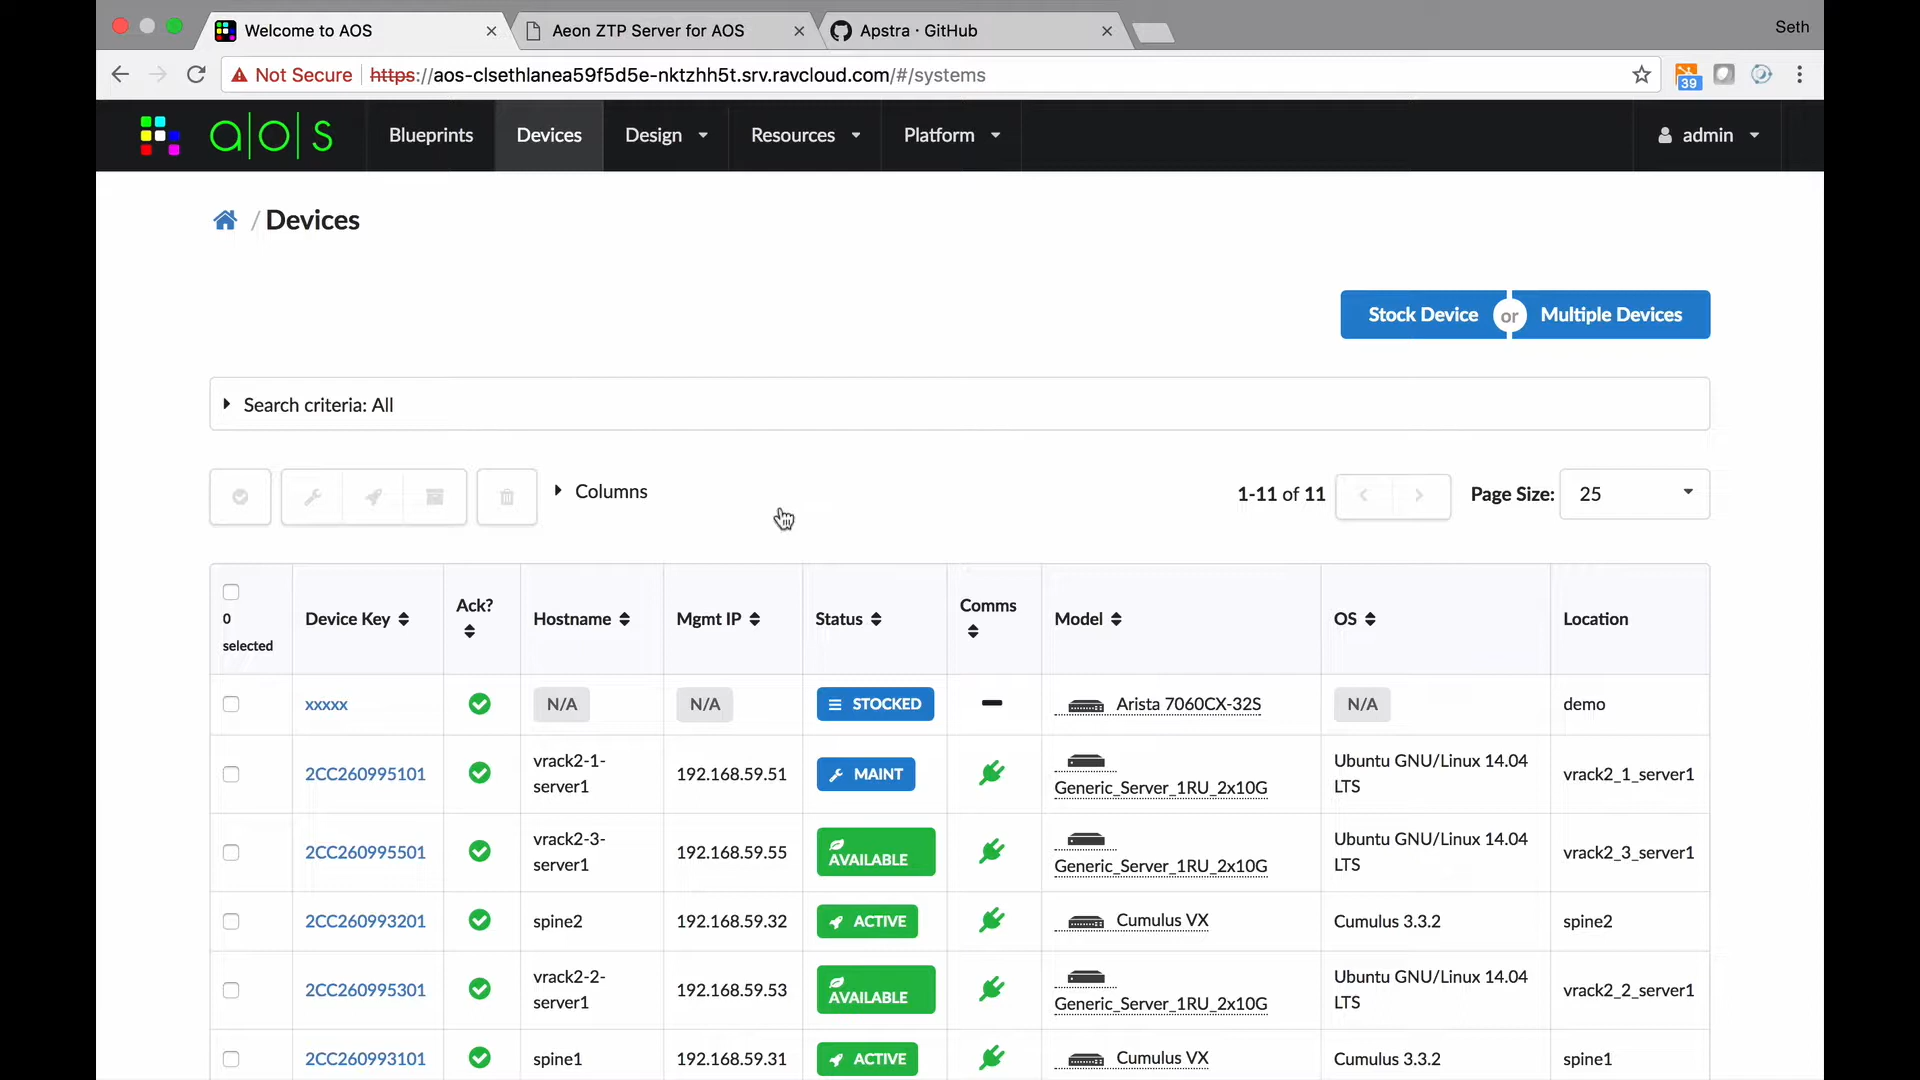 Welcome to AOS
Aeon ZTP Server for AOS
Apstra · GitHub
Seth
Not Secure
https://aos-clsethlanea59f5d5e-nktzhh5t.srv.ravcloud.com/#/systems
39
a|o|s
Blueprints
Devices
Design
Resources
Platform
admin
/ Devices
Stock Device
or
Multiple Devices
Search criteria: All
Columns
1-11 of 11
Page Size:
25
0
selected
Device Key
Ack?
Hostname
Mgmt IP
Status
Comms
Model
OS
Location
xxxxx
N/A
N/A
STOCKED
Arista 7060CX-32S
N/A
demo
2CC260995101
vrack2-1-
server1
192.168.59.51
MAINT
Generic_Server_1RU_2x10G
Ubuntu GNU/Linux 14.04
LTS
vrack2_1_server1
2CC260995501
vrack2-3-
server1
192.168.59.55
AVAILABLE
Generic_Server_1RU_2x10G
Ubuntu GNU/Linux 14.04
LTS
vrack2_3_server1
2CC260993201
spine2
192.168.59.32
ACTIVE
Cumulus VX
Cumulus 3.3.2
spine2
2CC260995301
vrack2-2-
server1
192.168.59.53
AVAILABLE
Generic_Server_1RU_2x10G
Ubuntu GNU/Linux 14.04
LTS
vrack2_2_server1
2CC260993101
spine1
192.168.59.31
ACTIVE
Cumulus VX
Cumulus 3.3.2
spine1